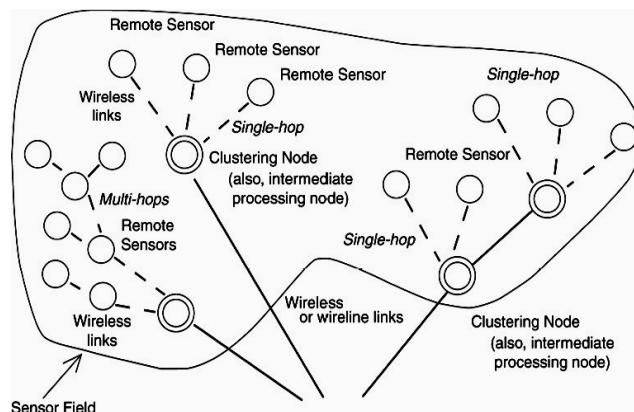 Remote Sensor
Remote Sensor
Remote Sensor
Wireless
links
Single-hop
Clustering Node
(also, intermediate
processing node)
Multi-hops
Remote
Sensors
Wireless
links
Single-hop
Remote Sensor
Single-hop
Wireless
or wireline links
Clustering Node
(also, intermediate
processing node)
Sensor Field